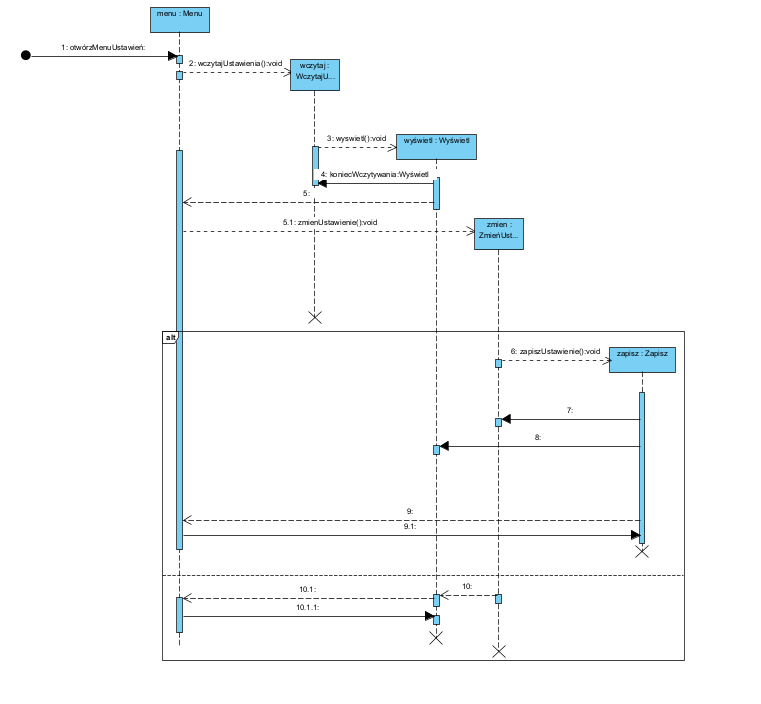 menu : Menu
1: otwórzMenuUstawień:
2: wczytajUstawienia():void
wczytaj :
WczytajU...
3: wyswietl():void
wyświetl : Wyświetl
4: koniecWczytywania:Wyświetl
5:
5.1: zmienUstawienie():void
zmien :
ZmieńUst...
alt
6: zapiszUstawienie():void
zapisz : Zapisz
7:
8:
9:
9.1:
10:
10.1:
10.1.1: